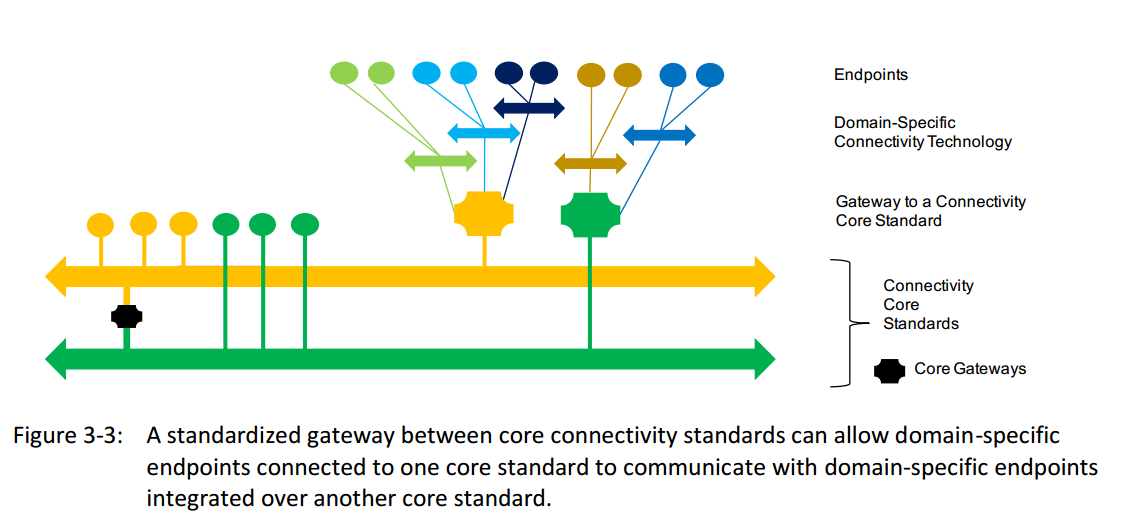 Endpoints
Domain-Specific
Connectivity Technology
Gateway to a Connectivity
Core Standard
Connectivity
Core
Standards
Core Gateways
Figure 3-3: A standardized gateway between core connectivity standards can allow domain-specific
endpoints connected to one core standard to communicate with domain-specific endpoints
integrated over another core standard.